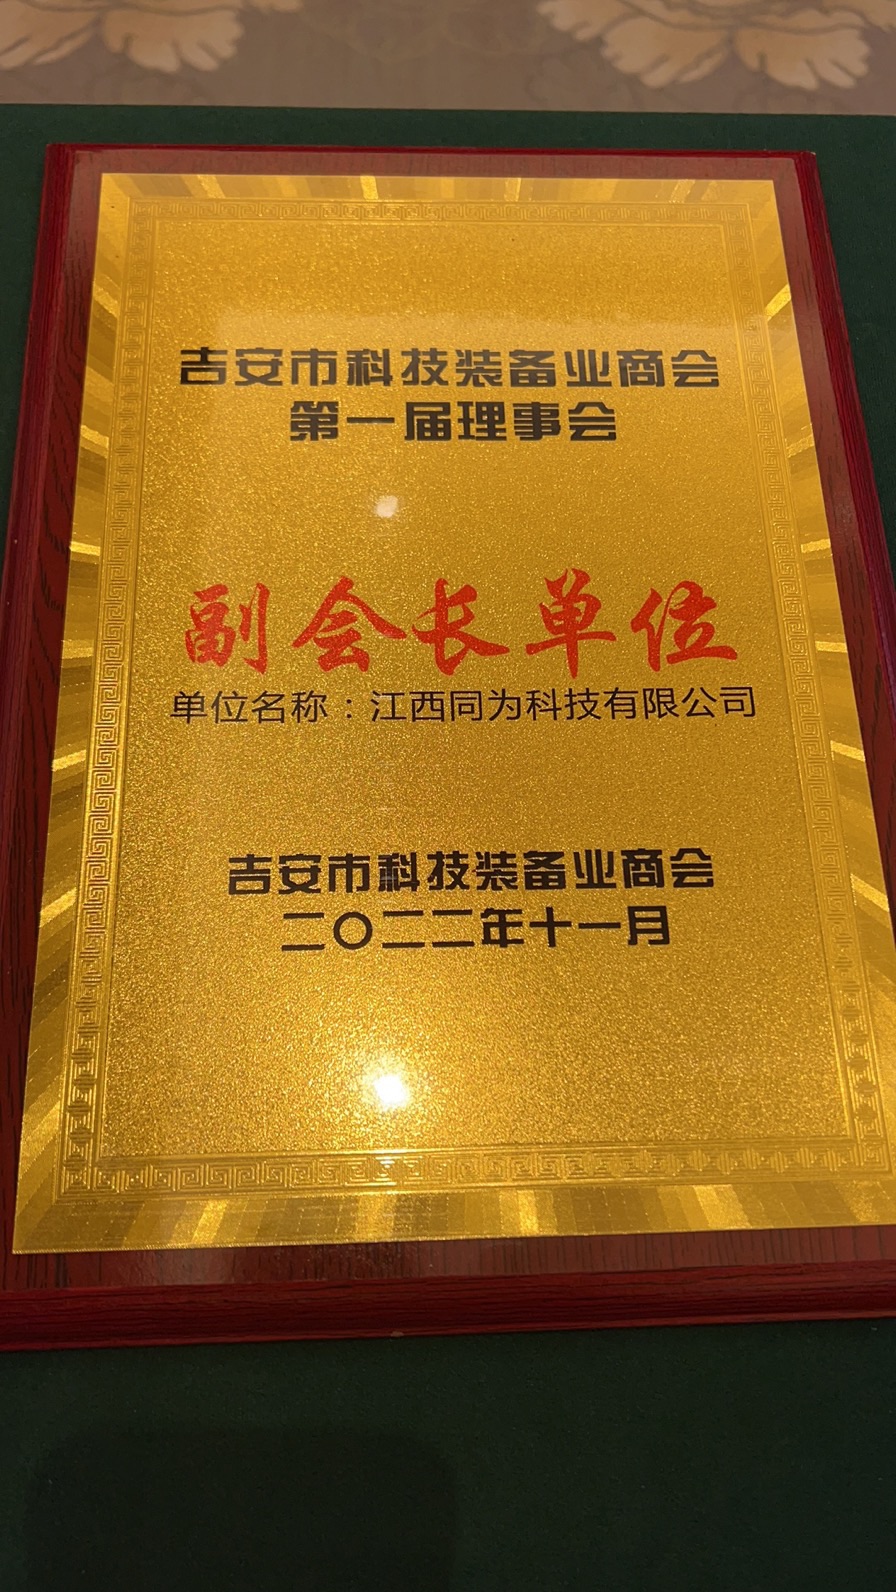 吉安市科技装备业商会
第一届理事会
副会长单位
单位名称：江西同为科技有限公司
吉安市科技装备业商会
二〇二二年十一月